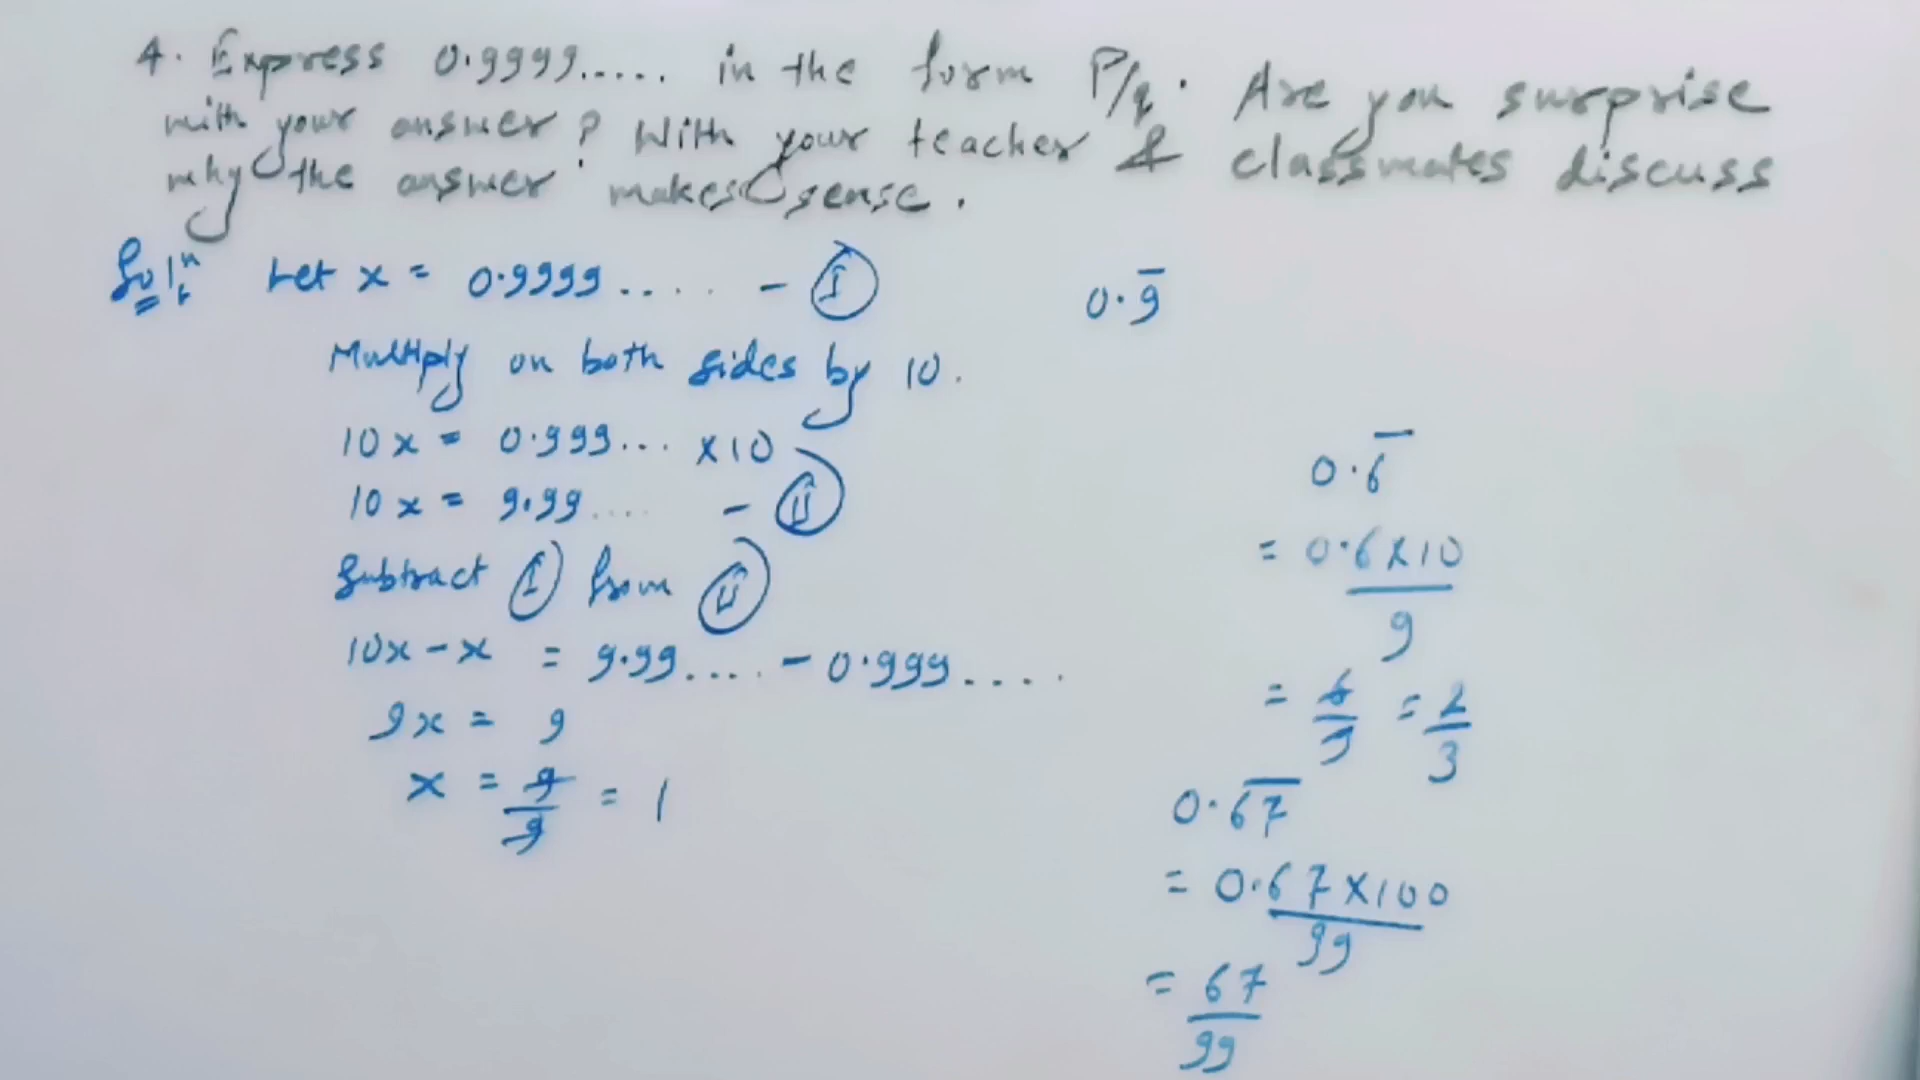 4. Express 0.9999..... in the form P/q. Are you surprise
with your answer? With your teacher & classmates discuss
why the answer makes sense.
Solⁿ, Let x = 0.9999.... - I
Multiply on both sides by 10.
10x = 0.999... x10
10x = 9.99.... - II
Subtract I from II
10x - x = 9.99.... - 0.999....
9x = 9
x = 9/9 = 1
0.9̅
0.6̅
= 0.6x10
9
= 6/9 = 2/3
0.6̅7̅
= 0.67x100
99
= 67
99